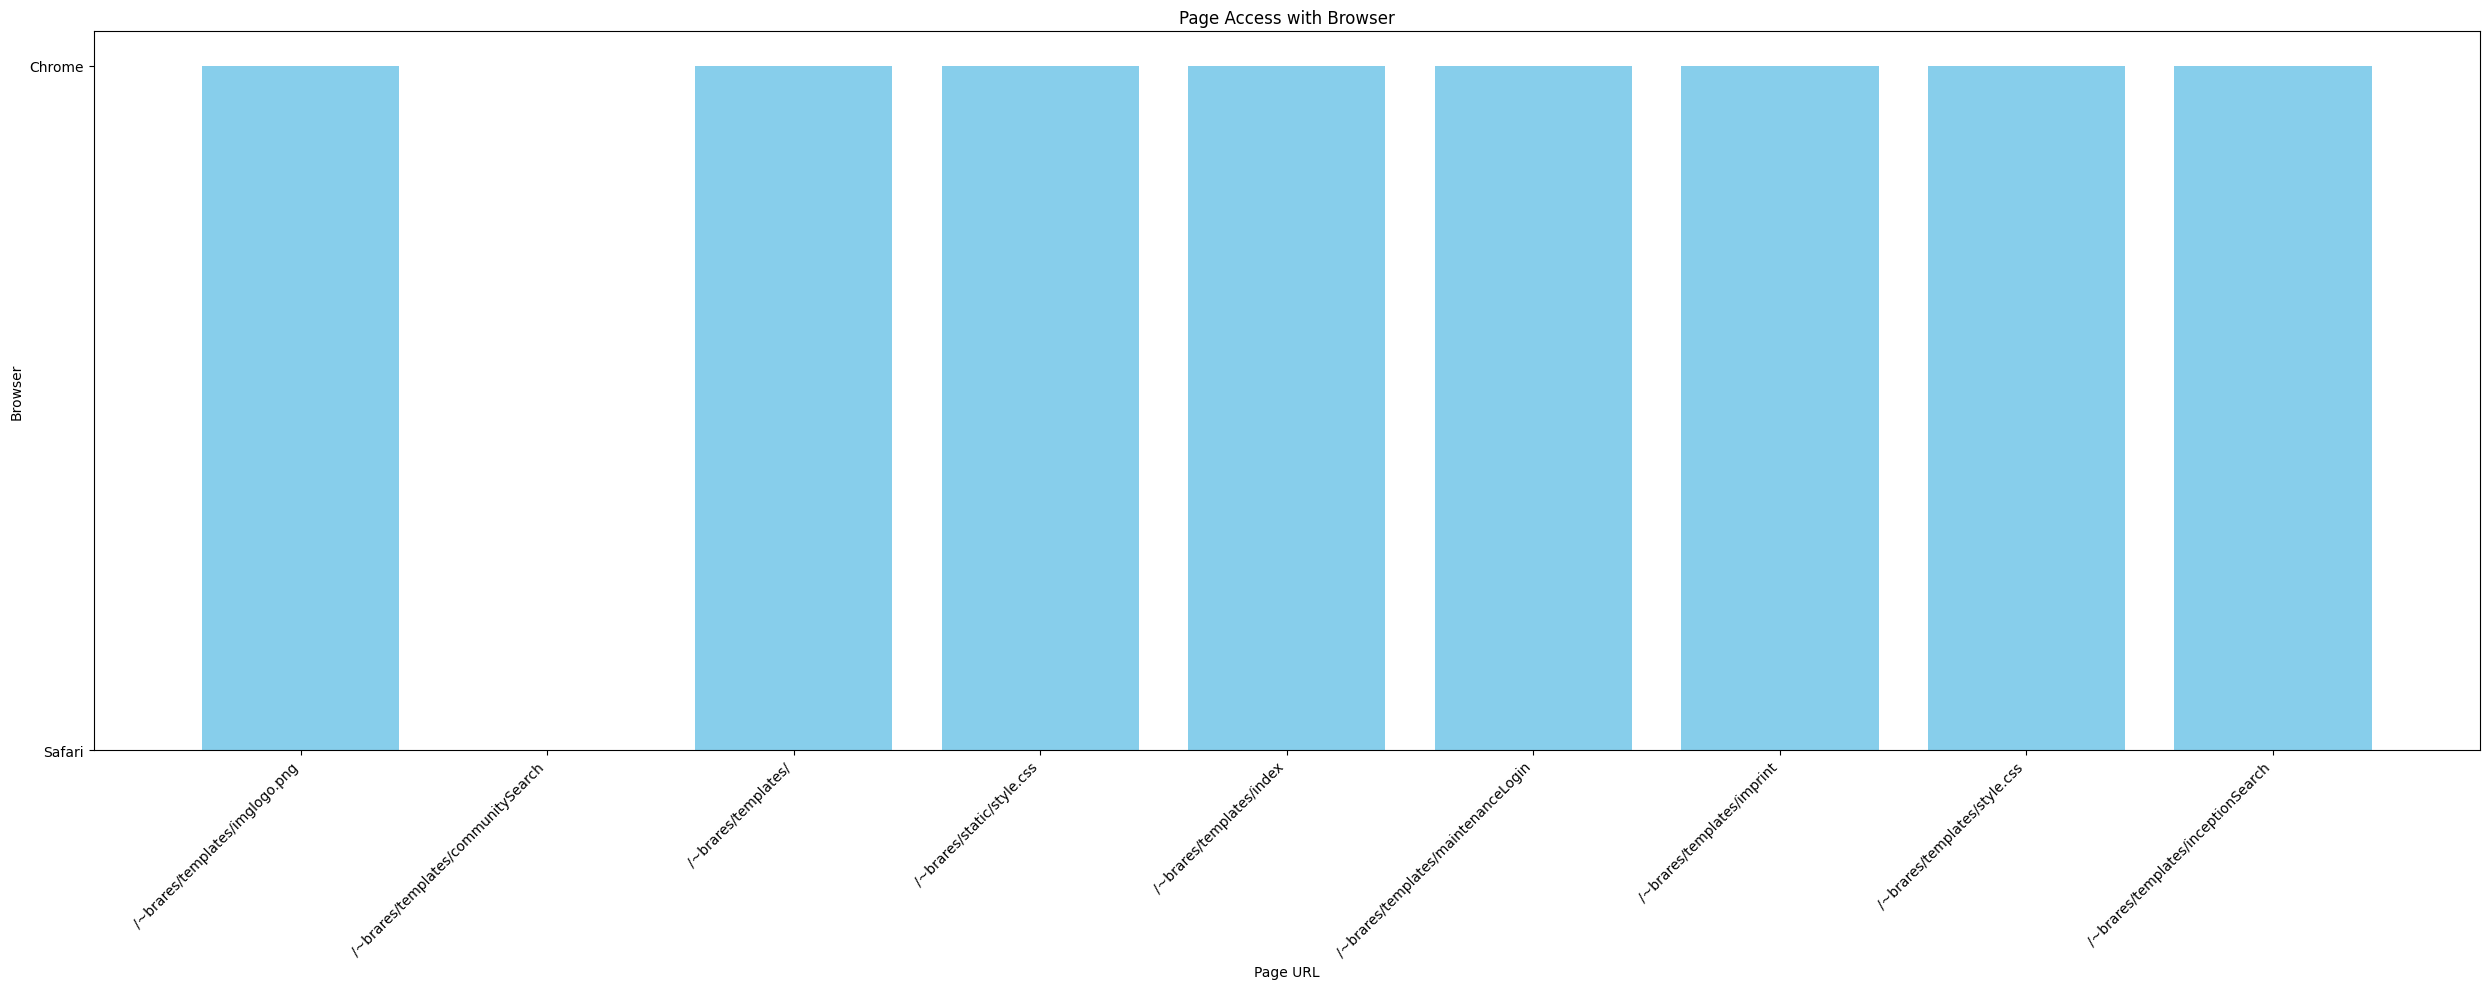 Page Access with Browser
Chrome
Browser
Safari
/~brares/templates/imglogo.png
/~brares/templates/communitySearch
/~brares/templates/
/~brares/static/style.css
/~brares/templates/index
/~brares/templates/maintenanceLogin
/~brares/templates/imprint
/~brares/templates/style.css
/~brares/templates/inceptionSearch
Page URL